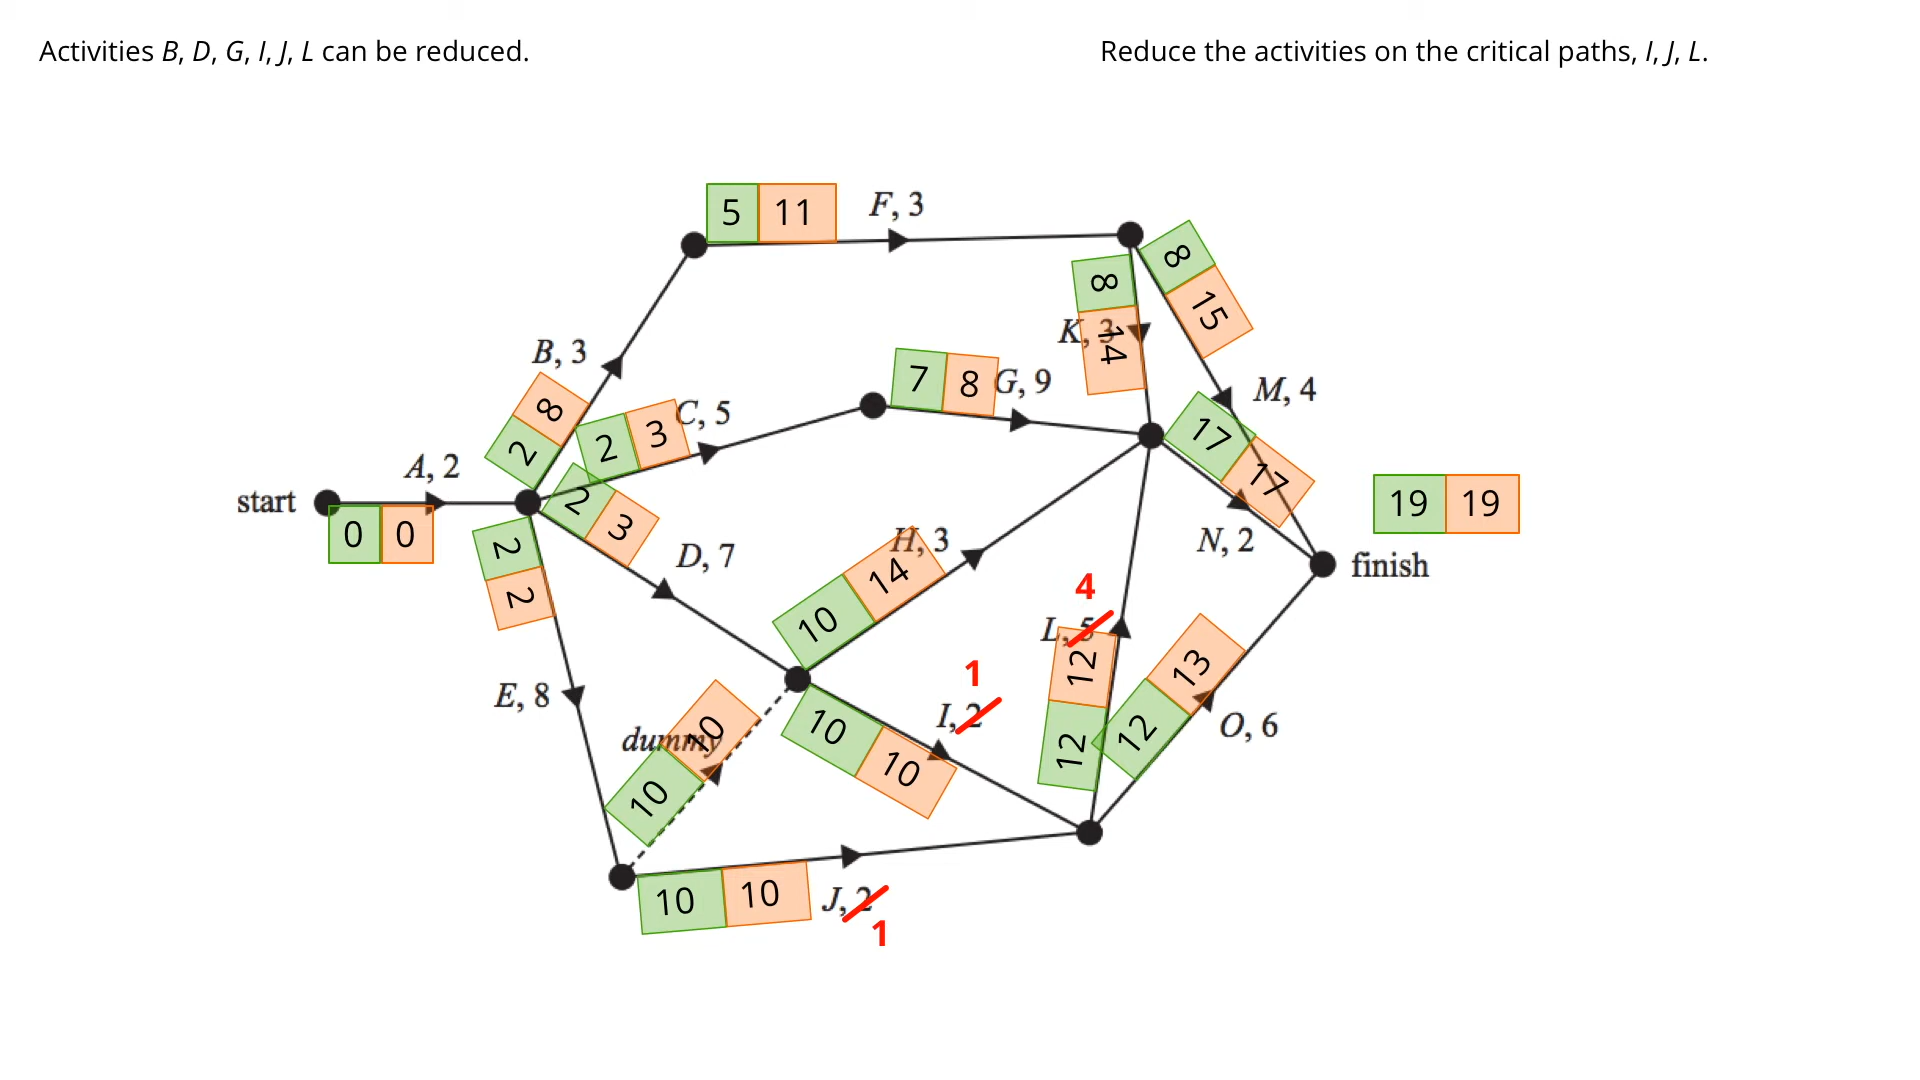 Activities B, D, G, I, J, L can be reduced.
Reduce the activities on the critical paths, I, J, L.
5 11 F, 3
8 15
8 14 K, 3
B, 3
2 8
7 8 G, 9
M, 4
2 3 C, 5
17 17
A, 2
start
0 0
19 19
2 3
D, 7
H, 3
10 14
N, 2
finish
2 2
4
L, 5
12 12
12 13
1
I, 2
E, 8
O, 6
dummy
10 10
10 10
10 10
J, 2
1